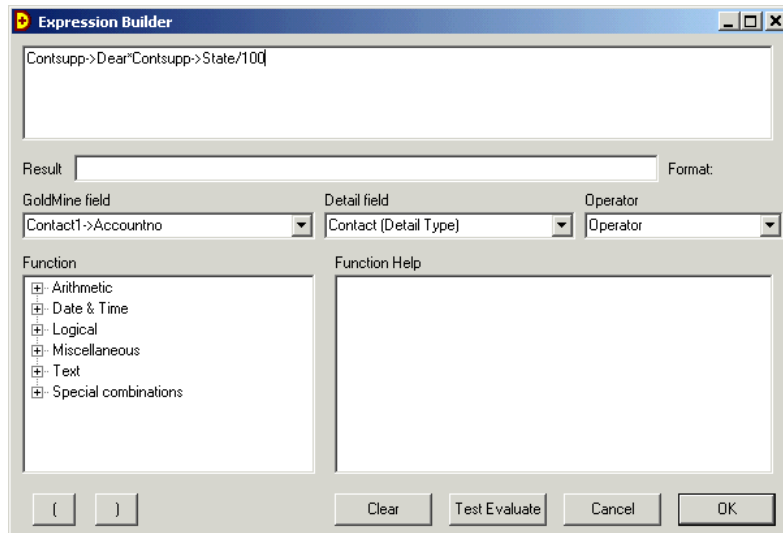 Expression Builder
Contsupp->Dear*Contsupp->State/100
Result
Format:
GoldMine field
Detail field
Operator
Contact1->Accountno
Contact (Detail Type)
Operator
Function
Function Help
Arithmetic
Date & Time
Logical
Miscellaneous
Text
Special combinations
(
)
Clear
Test Evaluate
Cancel
OK